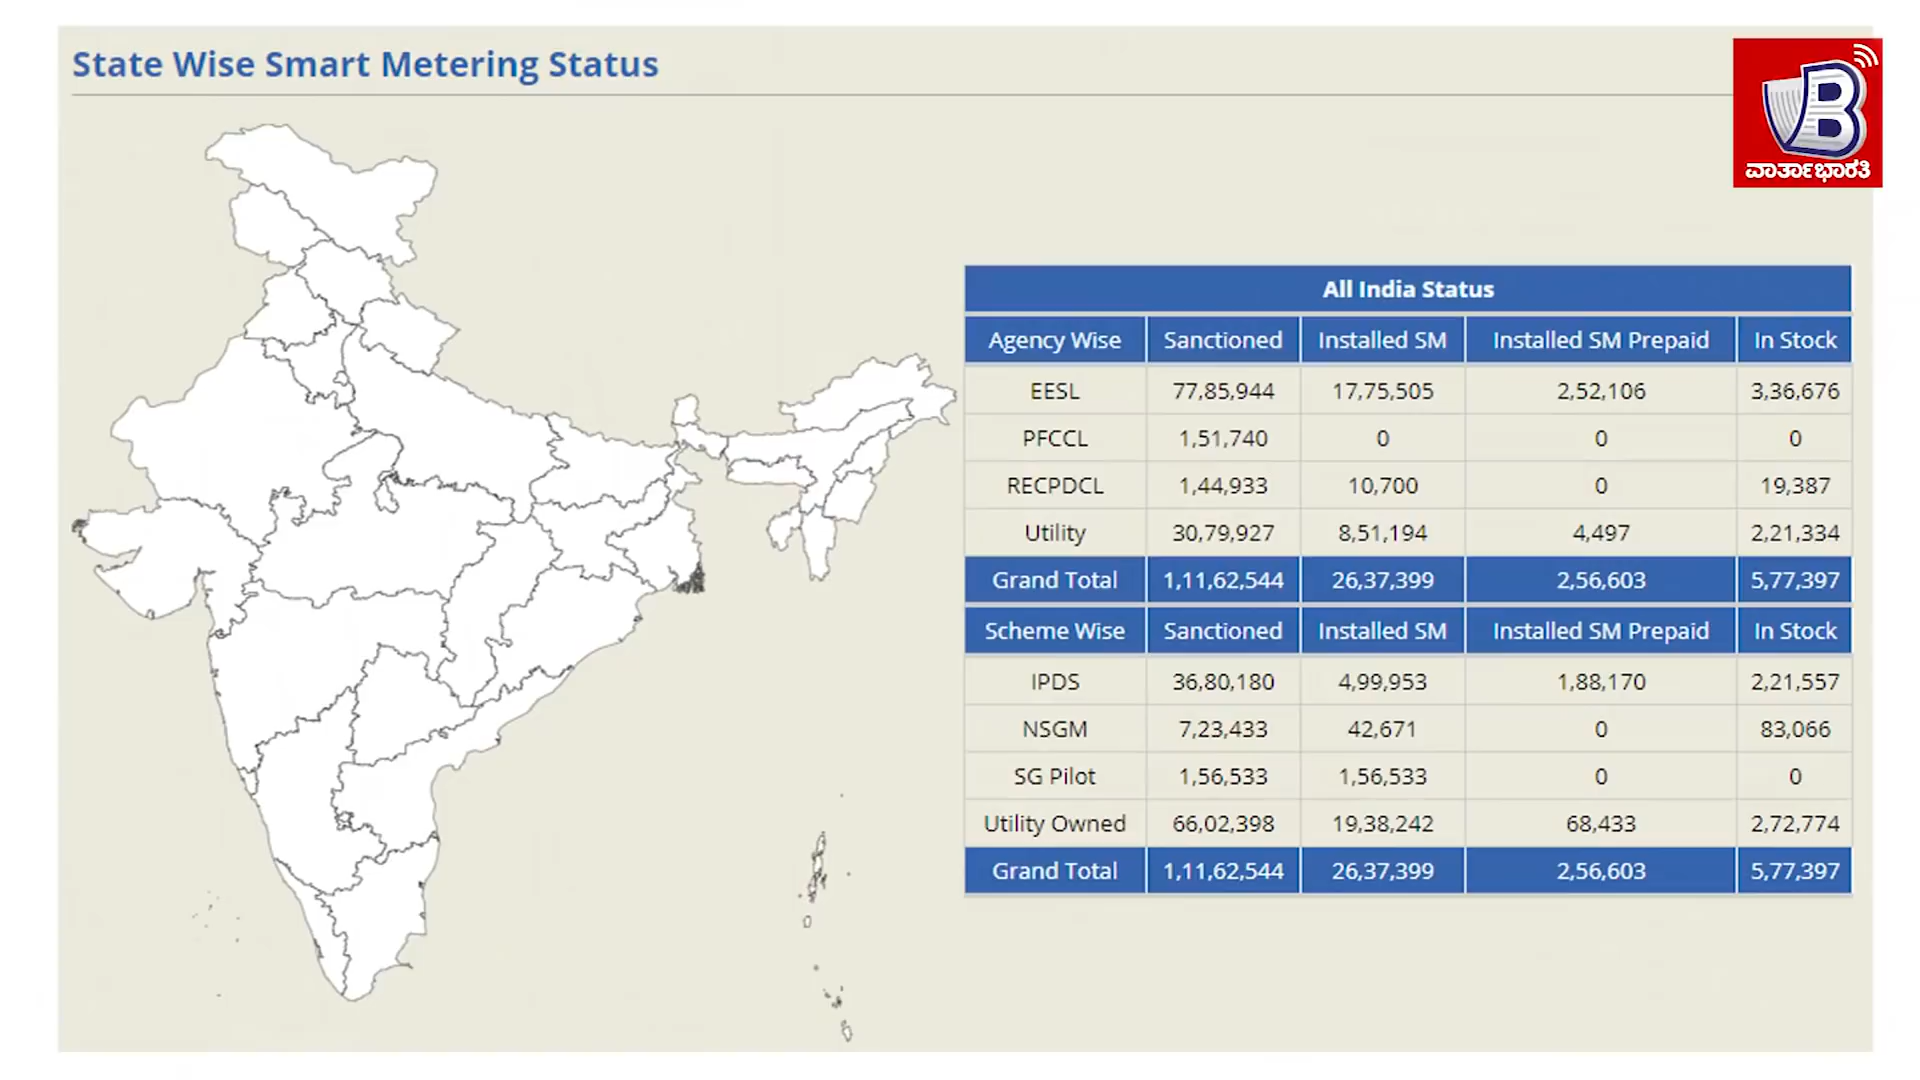 State Wise Smart Metering Status
ವಾರ್ತಾಭಾರತಿ
All India Status
Agency Wise Sanctioned Installed SM Installed SM Prepaid In Stock
EESL 77,85,944 17,75,505 2,52,106 3,36,676
PFCCL 1,51,740 0 0 0
RECPDCL 1,44,933 10,700 0 19,387
Utility 30,79,927 8,51,194 4,497 2,21,334
Grand Total 1,11,62,544 26,37,399 2,56,603 5,77,397
Scheme Wise Sanctioned Installed SM Installed SM Prepaid In Stock
IPDS 36,80,180 4,99,953 1,88,170 2,21,557
NSGM 7,23,433 42,671 0 83,066
SG Pilot 1,56,533 1,56,533 0 0
Utility Owned 66,02,398 19,38,242 68,433 2,72,774
Grand Total 1,11,62,544 26,37,399 2,56,603 5,77,397